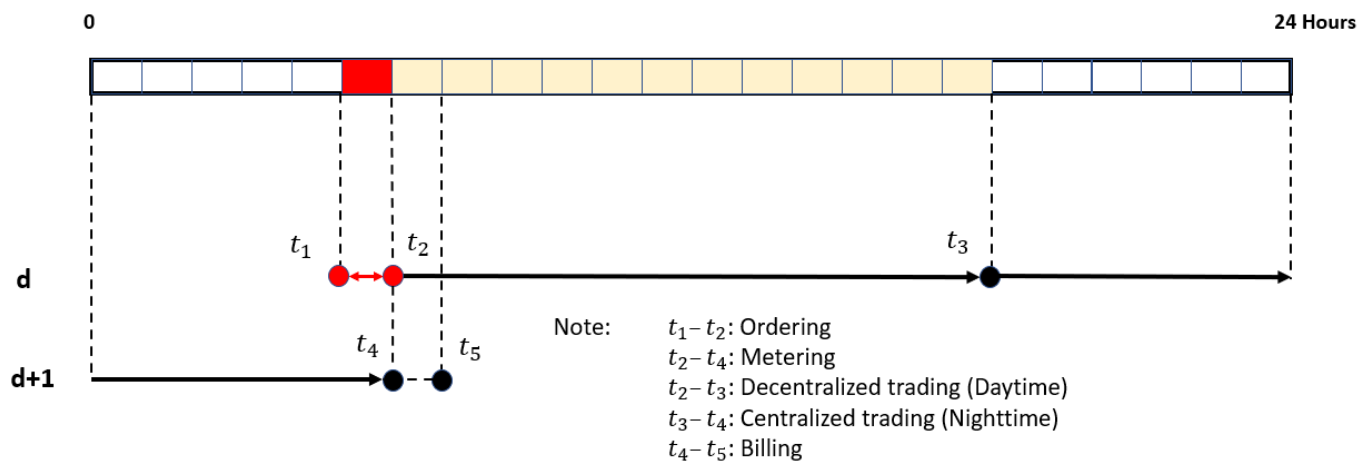 0
24 Hours
t₁
t₂
t₃
d
t₄
t₅
d+1
Note:
t₁– t₂: Ordering
t₂– t₄: Metering
t₂– t₃: Decentralized trading (Daytime)
t₃– t₄: Centralized trading (Nighttime)
t₄– t₅: Billing